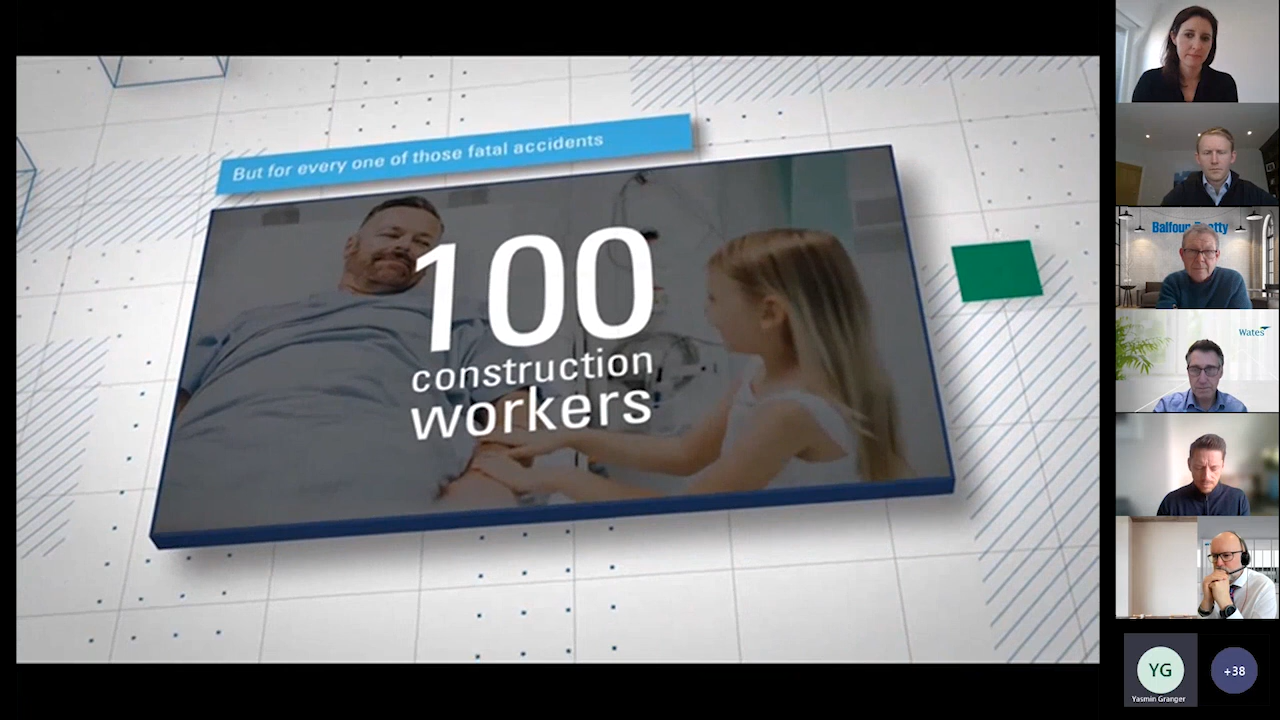 But for every one of those fatal accidents
100
construction
workers
Balfour Beatty
Wates
YG
Yasmin Granger
+38